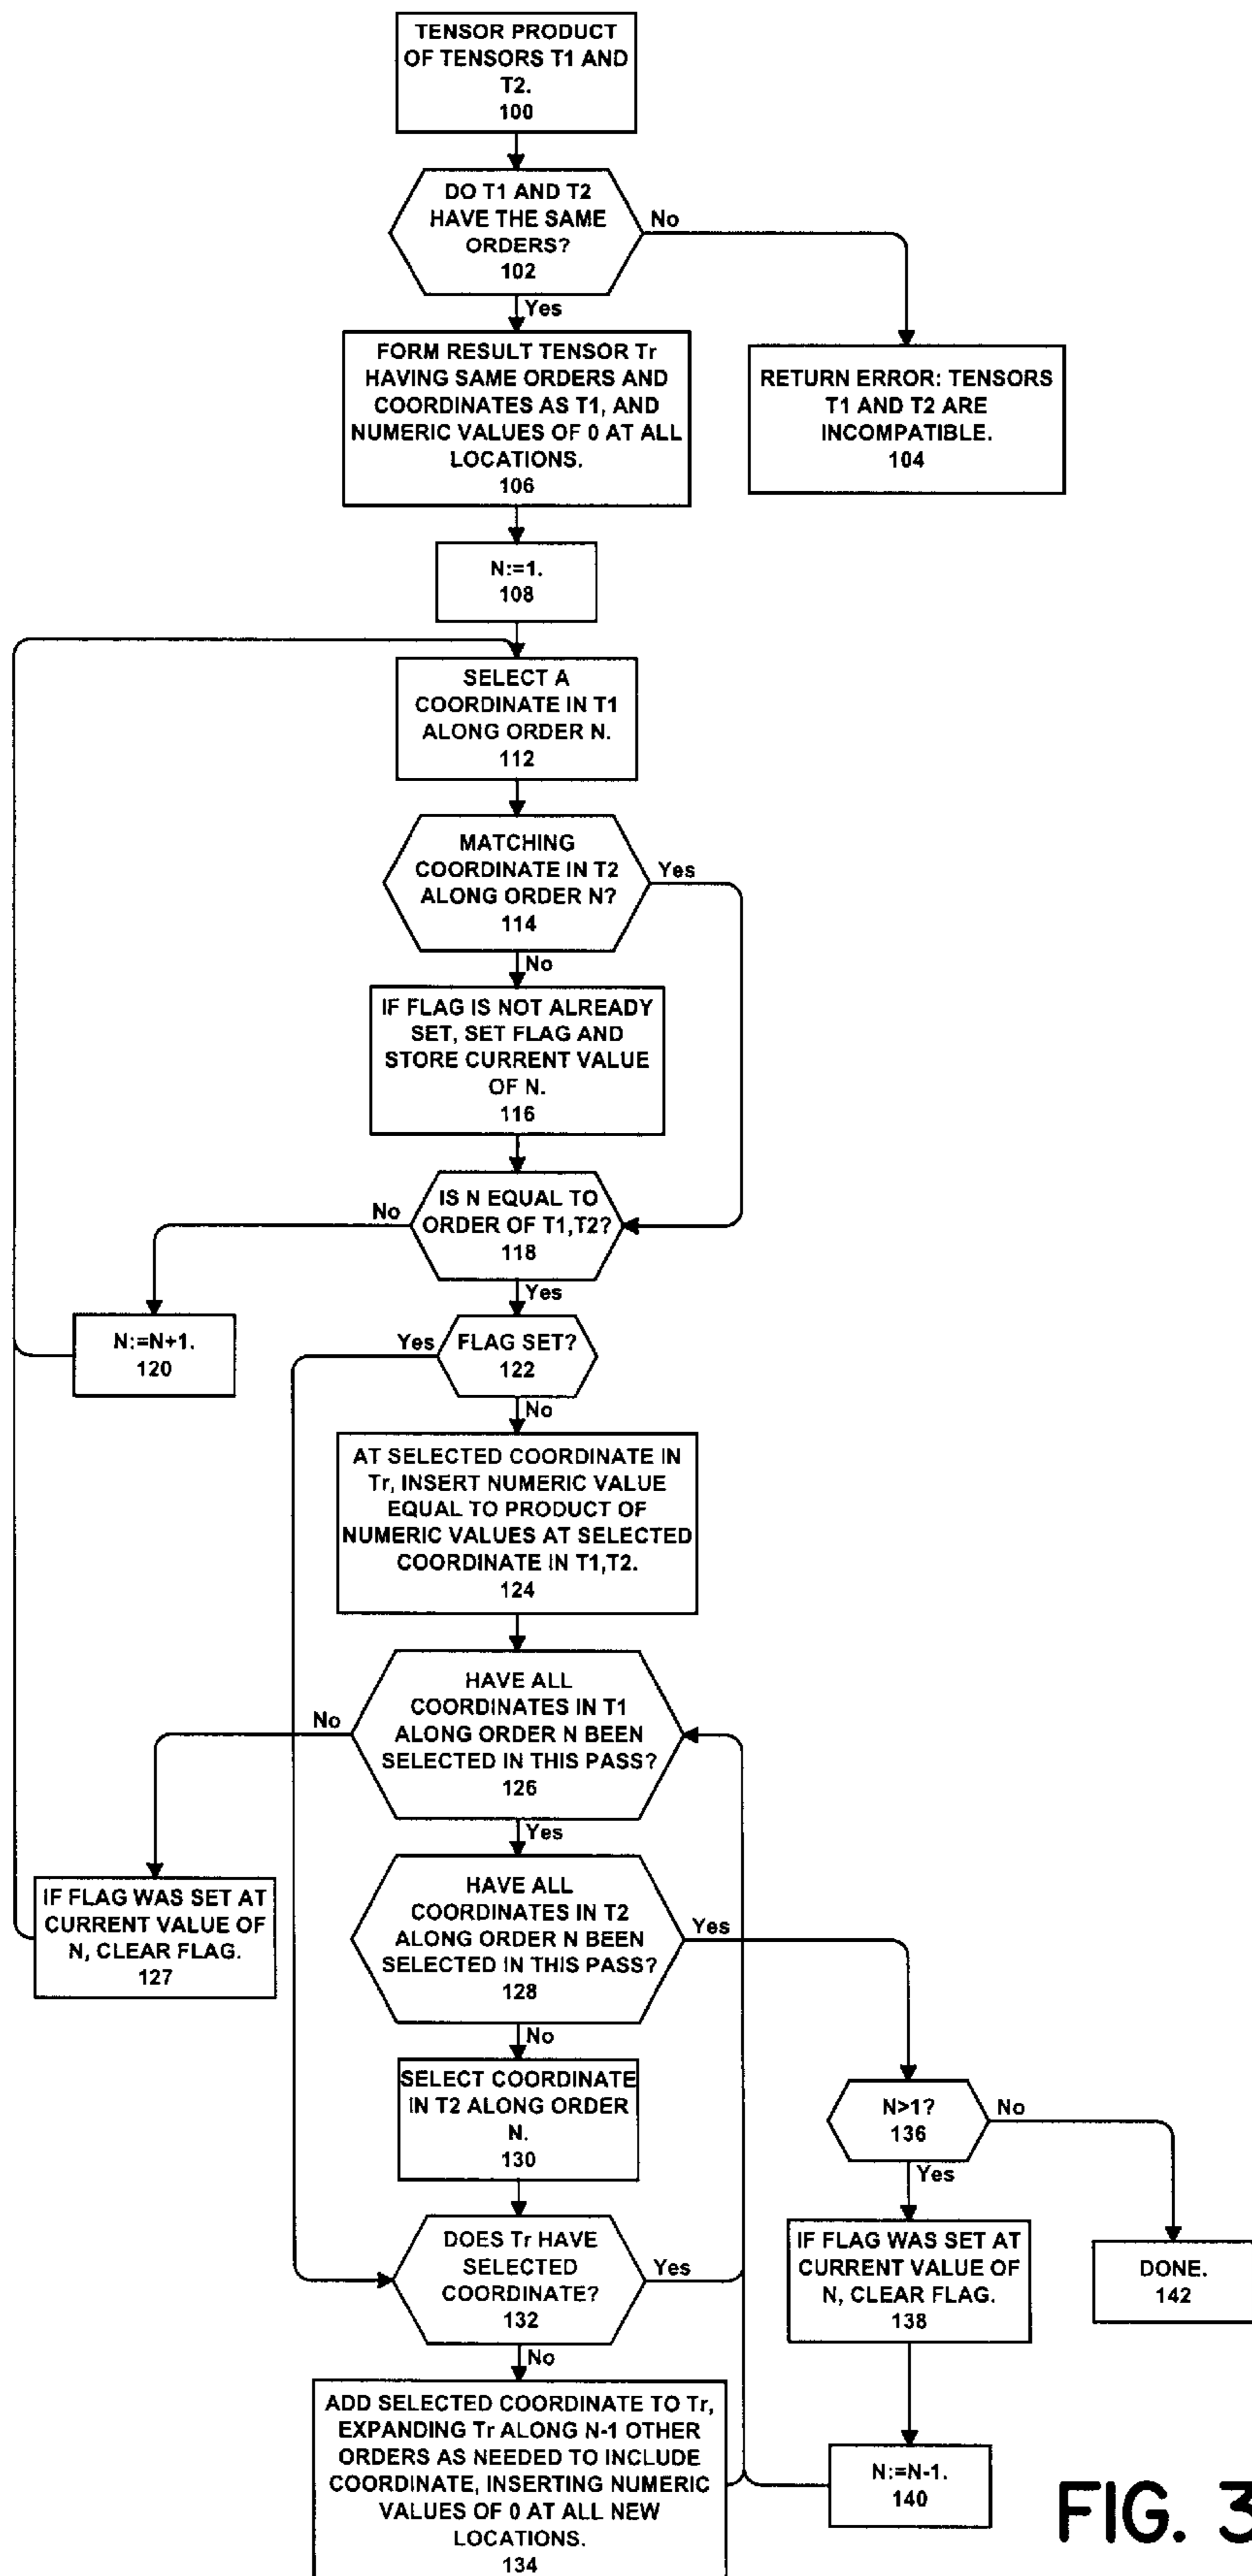 TENSOR PRODUCT
OF TENSORS T1 AND
T2.
100
DO T1 AND T2
HAVE THE SAME
ORDERS?
102
No
Yes
FORM RESULT TENSOR Tr
HAVING SAME ORDERS AND
COORDINATES AS T1, AND
NUMERIC VALUES OF 0 AT ALL
LOCATIONS.
106
RETURN ERROR: TENSORS
T1 AND T2 ARE
INCOMPATIBLE.
104
N:=1.
108
SELECT A
COORDINATE IN T1
ALONG ORDER N.
112
MATCHING
COORDINATE IN T2
ALONG ORDER N?
114
Yes
No
IF FLAG IS NOT ALREADY
SET, SET FLAG AND
STORE CURRENT VALUE
OF N.
116
IS N EQUAL TO
ORDER OF T1,T2?
118
No
Yes
N:=N+1.
120
FLAG SET?
122
Yes
No
AT SELECTED COORDINATE IN
Tr, INSERT NUMERIC VALUE
EQUAL TO PRODUCT OF
NUMERIC VALUES AT SELECTED
COORDINATE IN T1,T2.
124
HAVE ALL
COORDINATES IN T1
ALONG ORDER N BEEN
SELECTED IN THIS PASS?
126
No
Yes
IF FLAG WAS SET AT
CURRENT VALUE OF
N, CLEAR FLAG.
127
HAVE ALL
COORDINATES IN T2
ALONG ORDER N BEEN
SELECTED IN THIS PASS?
128
Yes
No
SELECT COORDINATE
IN T2 ALONG ORDER
N.
130
N>1?
136
No
Yes
DOES Tr HAVE
SELECTED
COORDINATE?
132
Yes
No
IF FLAG WAS SET AT
CURRENT VALUE OF
N, CLEAR FLAG.
138
DONE.
142
ADD SELECTED COORDINATE TO Tr,
EXPANDING Tr ALONG N-1 OTHER
ORDERS AS NEEDED TO INCLUDE
COORDINATE, INSERTING NUMERIC
VALUES OF 0 AT ALL NEW
LOCATIONS.
134
N:=N-1.
140
FIG. 3